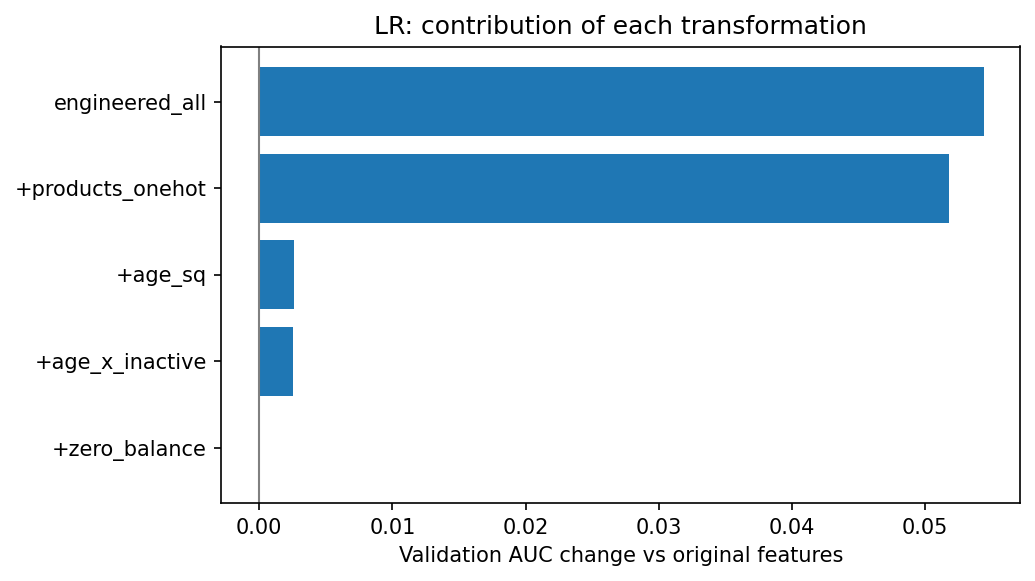 LR: contribution of each transformation
engineered_all
+products_onehot
+age_sq
+age_x_inactive
+zero_balance
0.00 0.01 0.02 0.03 0.04 0.05
Validation AUC change vs original features